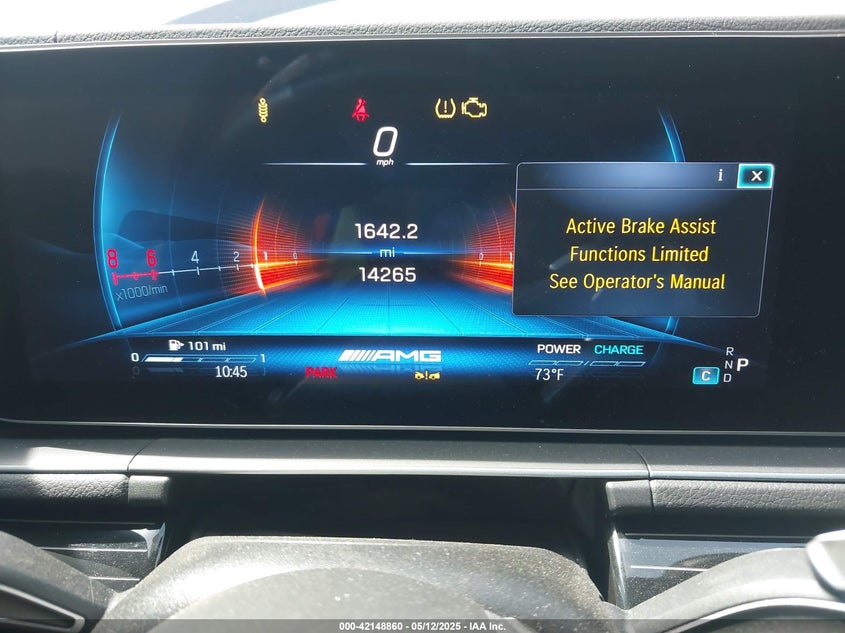 0
mph
1642.2
mi
14265
8 6 4 2
x1000/min
i X
Active Brake Assist
Functions Limited
See Operator's Manual
101 mi
0 1
0
10:45
PARK
AMG
POWER CHARGE
73°F
C
R
N P
D
000-42148860 - 05/12/2025 - IAA Inc.